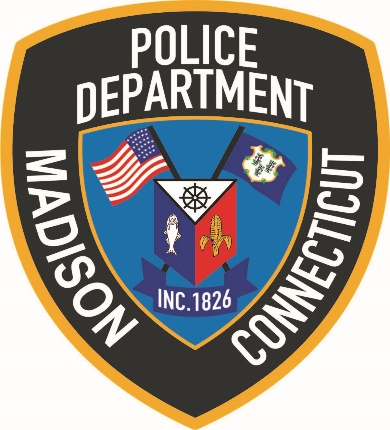 POLICE
DEPARTMENT
MADISON
CONNECTICUT
INC.1826